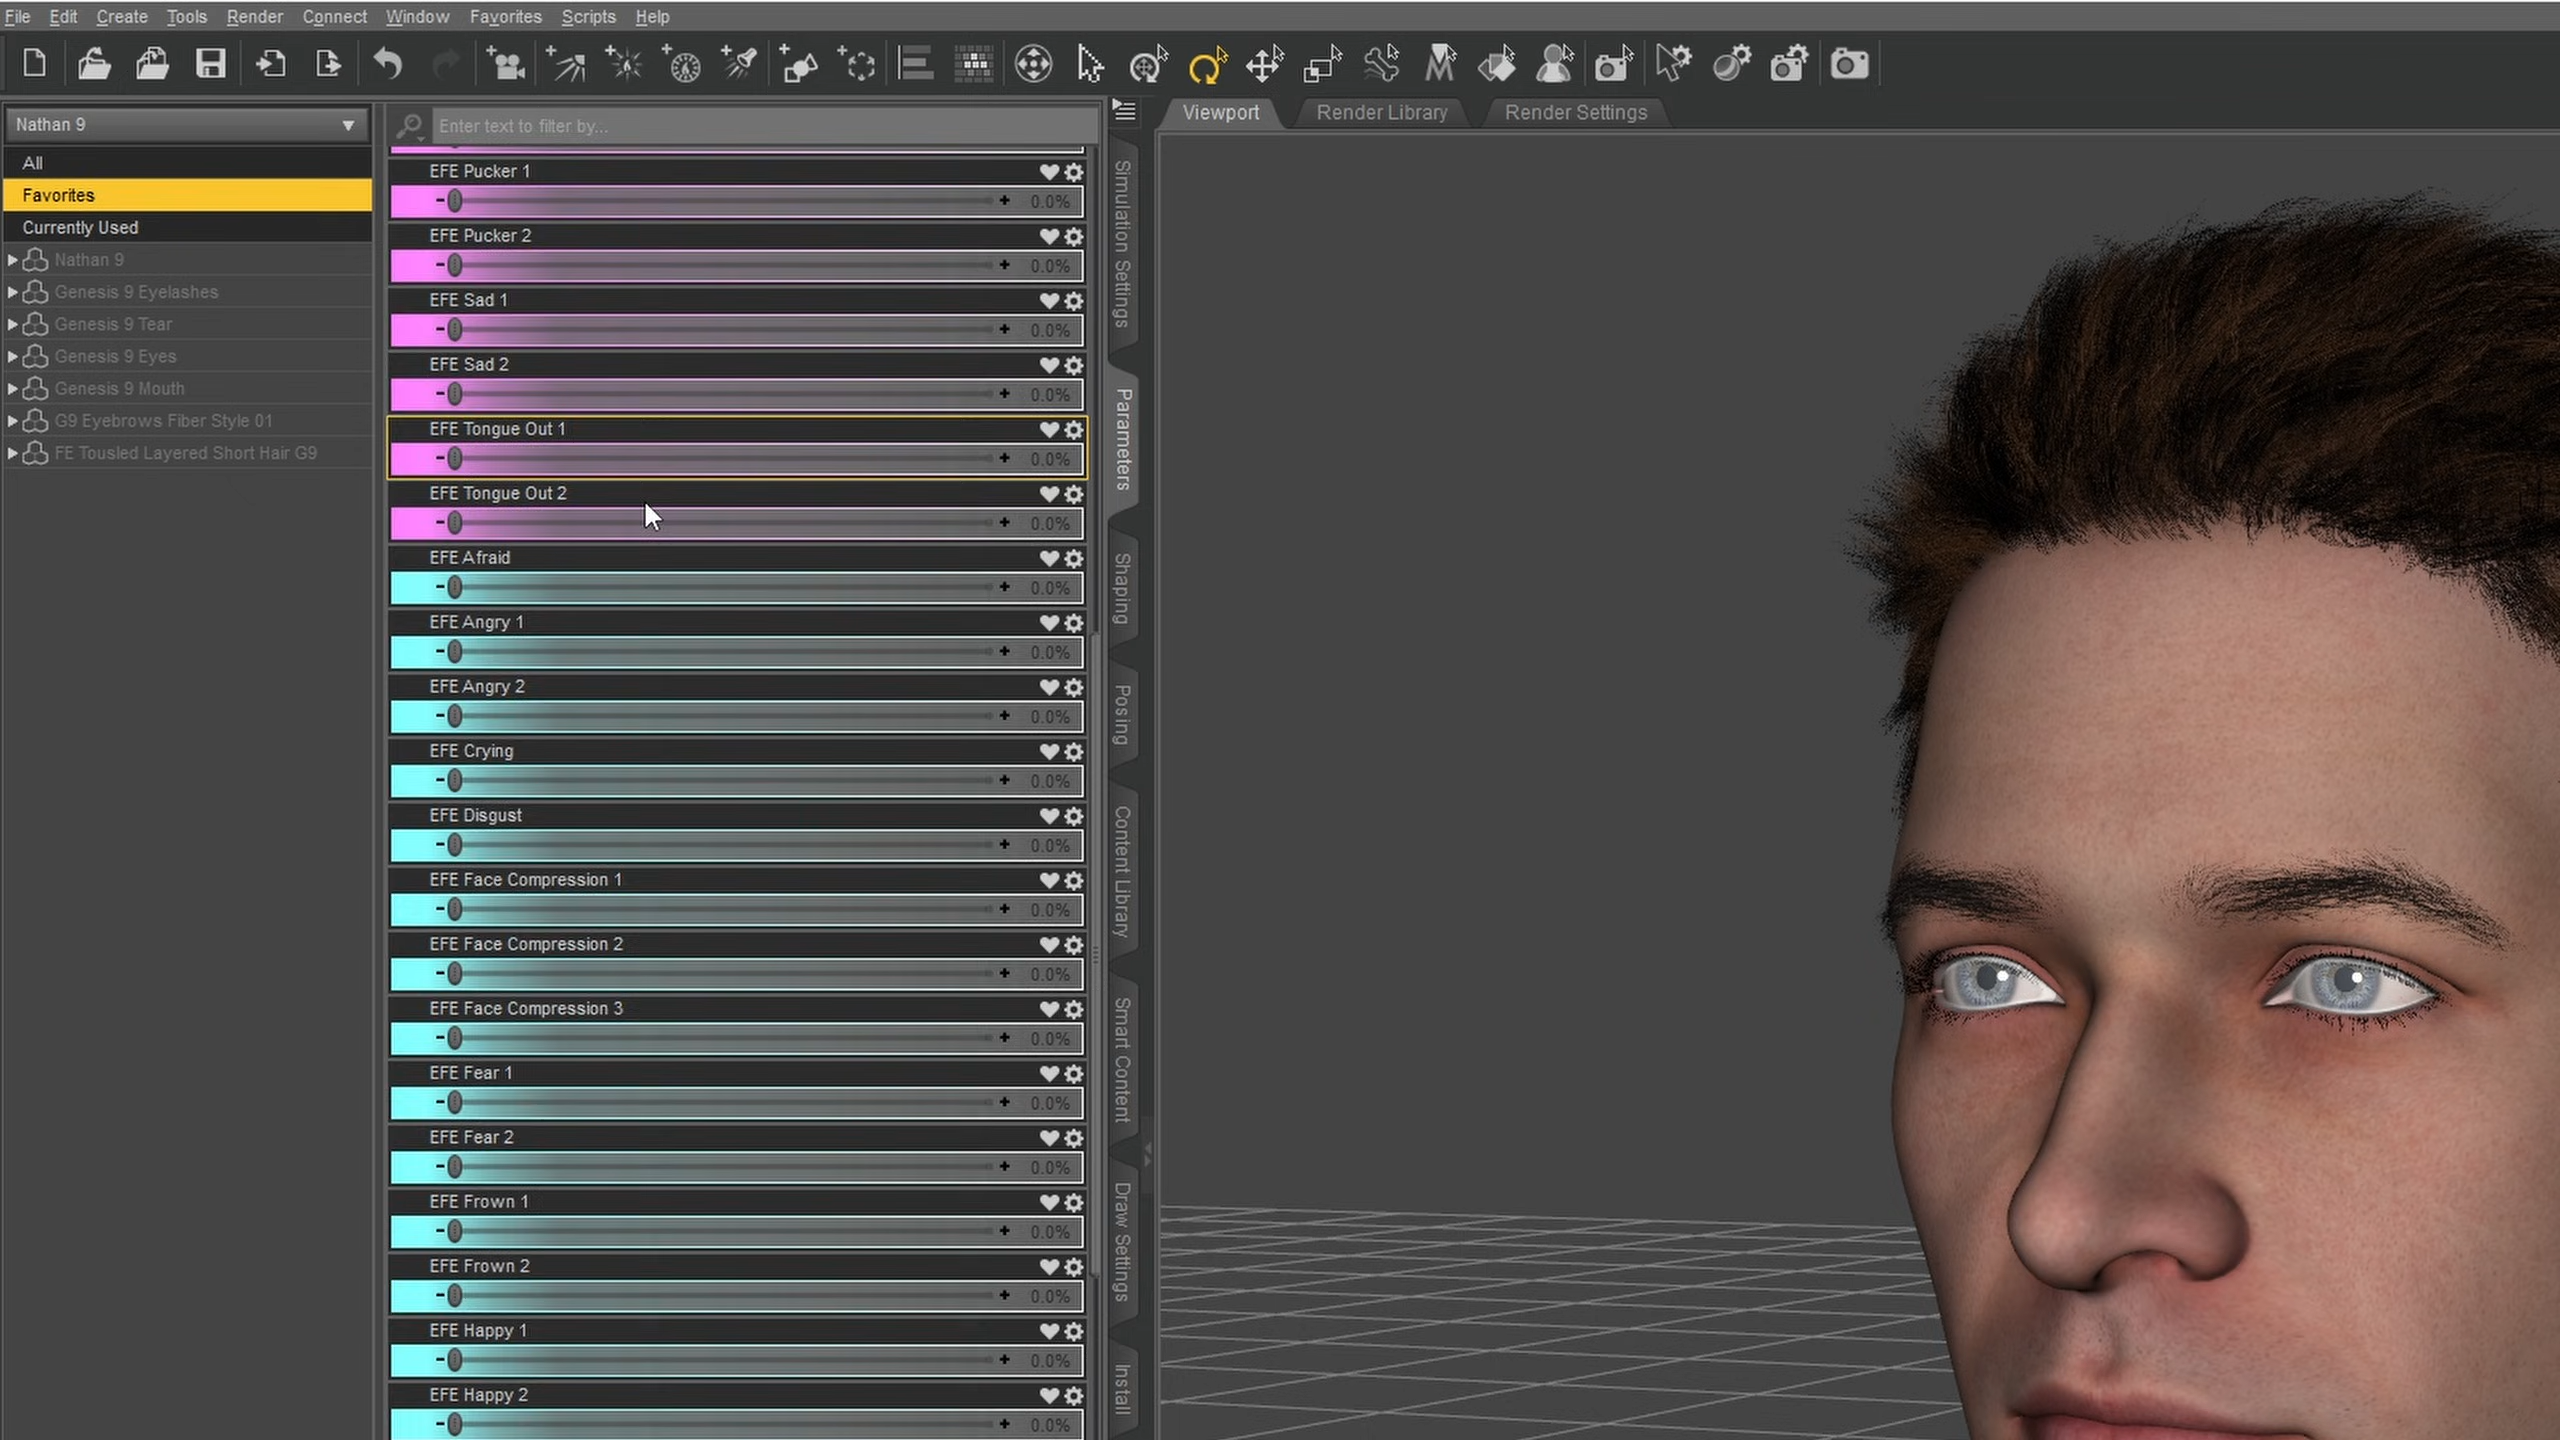 File Edit Create Tools Render Connect Window Favorites Scripts Help
Nathan 9
Enter text to filter by...
Viewport Render Library Render Settings
All
Favorites
Currently Used
Nathan 9
Genesis 9 Eyelashes
Genesis 9 Tear
Genesis 9 Eyes
Genesis 9 Mouth
G9 Eyebrows Fiber Style 01
FE Tousled Layered Short Hair G9
EFE Pucker 1
0.0%
EFE Pucker 2
0.0%
EFE Sad 1
0.0%
EFE Sad 2
0.0%
EFE Tongue Out 1
0.0%
EFE Tongue Out 2
0.0%
EFE Afraid
0.0%
EFE Angry 1
0.0%
EFE Angry 2
0.0%
EFE Crying
0.0%
EFE Disgust
0.0%
EFE Face Compression 1
0.0%
EFE Face Compression 2
0.0%
EFE Face Compression 3
0.0%
EFE Fear 1
0.0%
EFE Fear 2
0.0%
EFE Frown 1
0.0%
EFE Frown 2
0.0%
EFE Happy 1
0.0%
EFE Happy 2
0.0%
Simulation Settings
Parameters
Shaping
Posing
Content Library
Smart Content
Draw Settings
Install